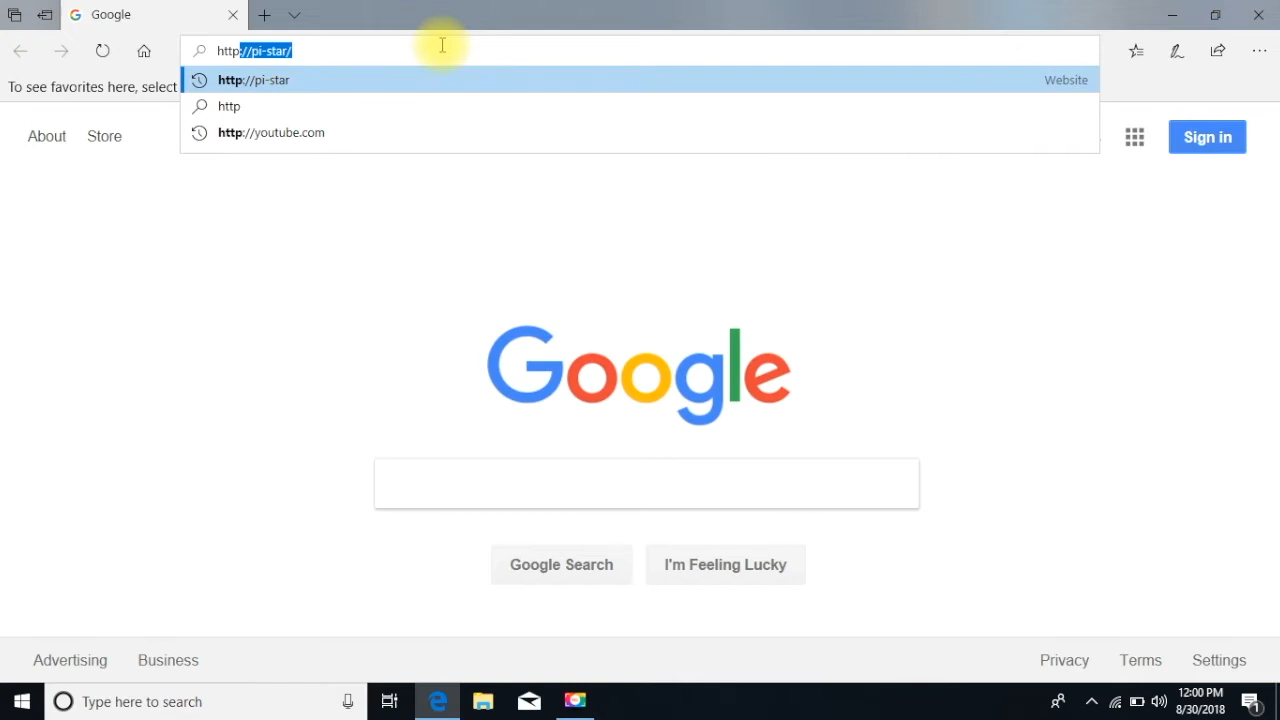 Google
http://pi-star/
To see favorites here, select
http://pi-star
Website
http
http://youtube.com
About
Store
Sign in
Google
Google Search
I'm Feeling Lucky
Advertising
Business
Privacy
Terms
Settings
Type here to search
12:00 PM
8/30/2018
1